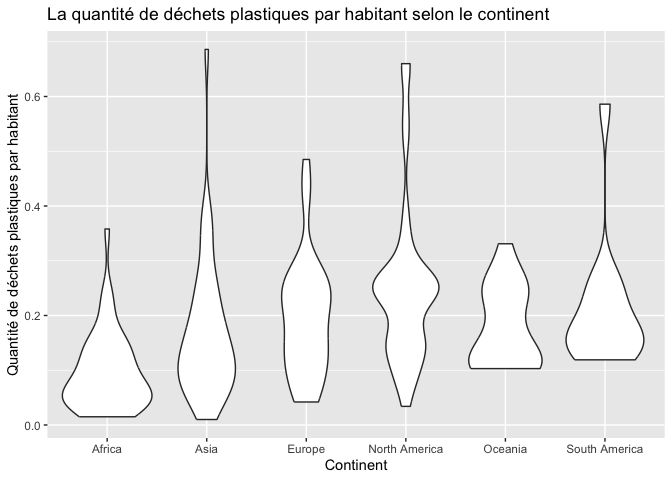 La quantité de déchets plastiques par habitant selon le continent
Quantité de déchets plastiques par habitant
0.6
0.4
0.2
0.0
Africa
Asia
Europe
North America
Oceania
South America
Continent